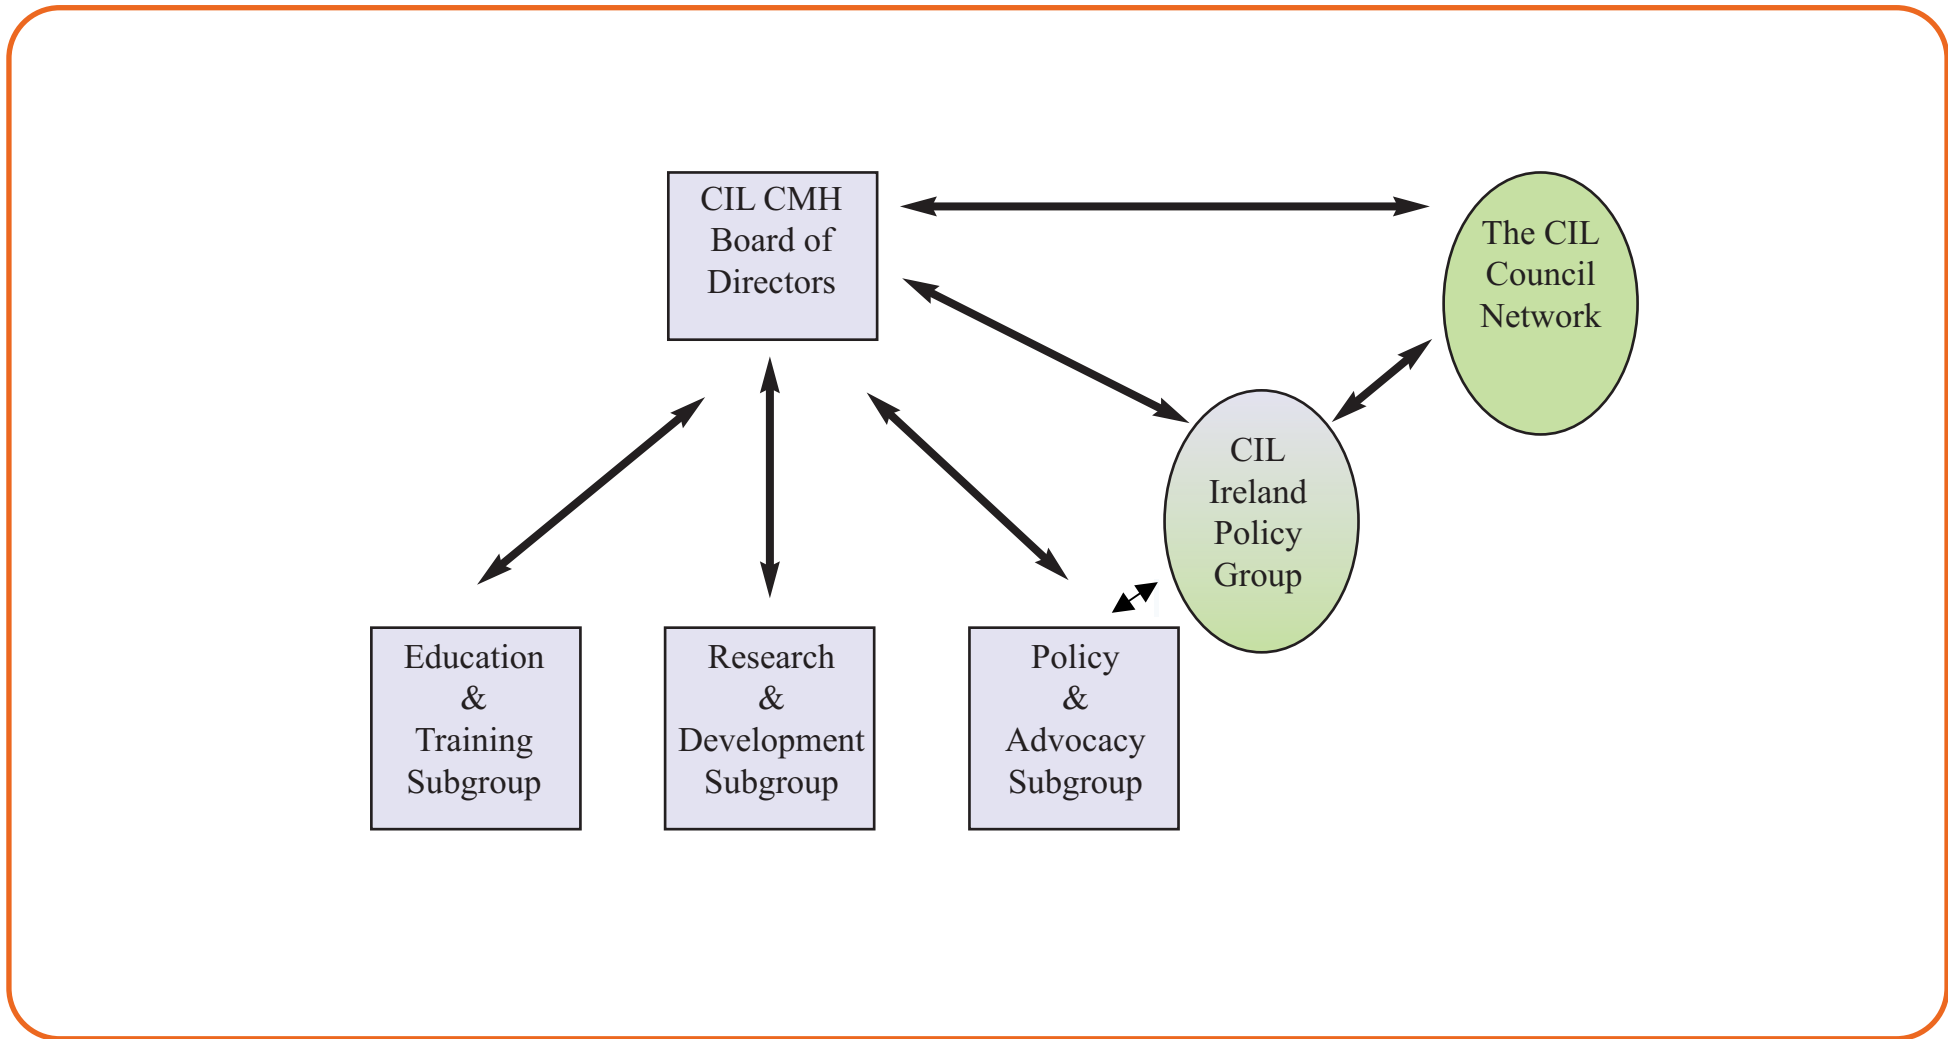 CIL CMH
Board of
Directors
The CIL
Council
Network
CIL
Ireland
Policy
Group
Education
&
Training
Subgroup
Research
&
Development
Subgroup
Policy
&
Advocacy
Subgroup